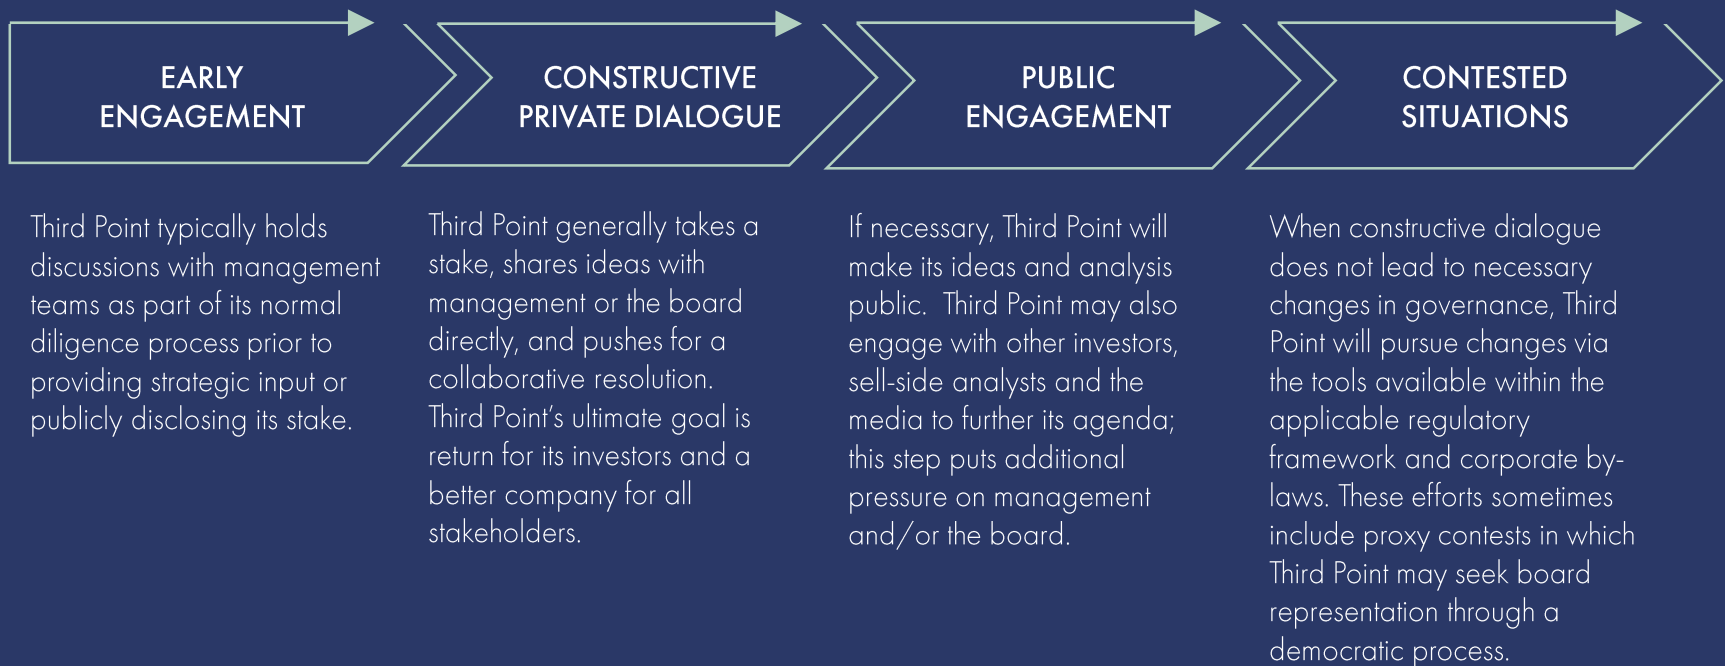 EARLY
ENGAGEMENT
Third Point typically holds
discussions with management
teams as part of its normal
diligence process prior to
providing strategic input or
publicly disclosing its stake.
CONSTRUCTIVE
PRIVATE DIALOGUE
Third Point generally takes a
stake, shares ideas with
management or the board
directly, and pushes for a
collaborative resolution.
Third Point's ultimate goal is
return for its investors and a
better company for all
stakeholders.
PUBLIC
ENGAGEMENT
If necessary, Third Point will
make its ideas and analysis
public.  Third Point may also
engage with other investors,
sell-side analysts and the
media to further its agenda;
this step puts additional
pressure on management
and/or the board.
CONTESTED
SITUATIONS
When constructive dialogue
does not lead to necessary
changes in governance, Third
Point will pursue changes via
the tools available within the
applicable regulatory
framework and corporate by-
laws. These efforts sometimes
include proxy contests in which
Third Point may seek board
representation through a
democratic process.